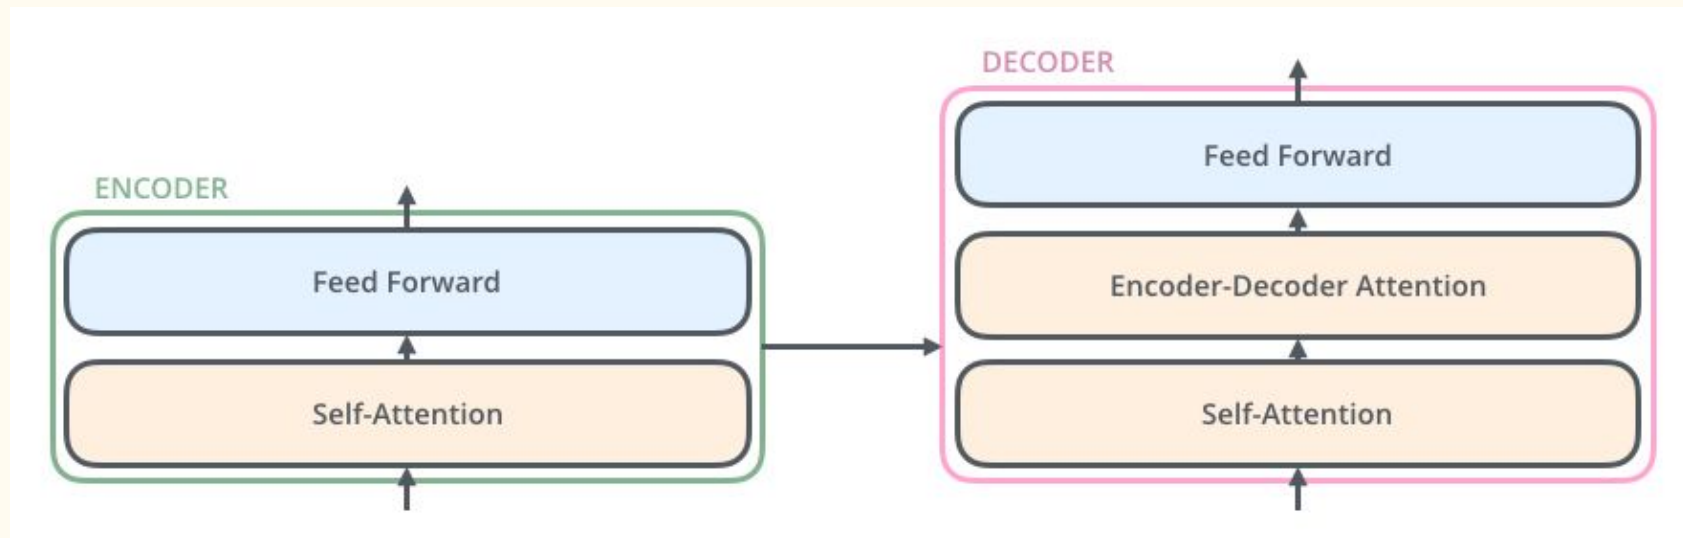 ENCODER
Feed Forward
Self-Attention
DECODER
Feed Forward
Encoder-Decoder Attention
Self-Attention